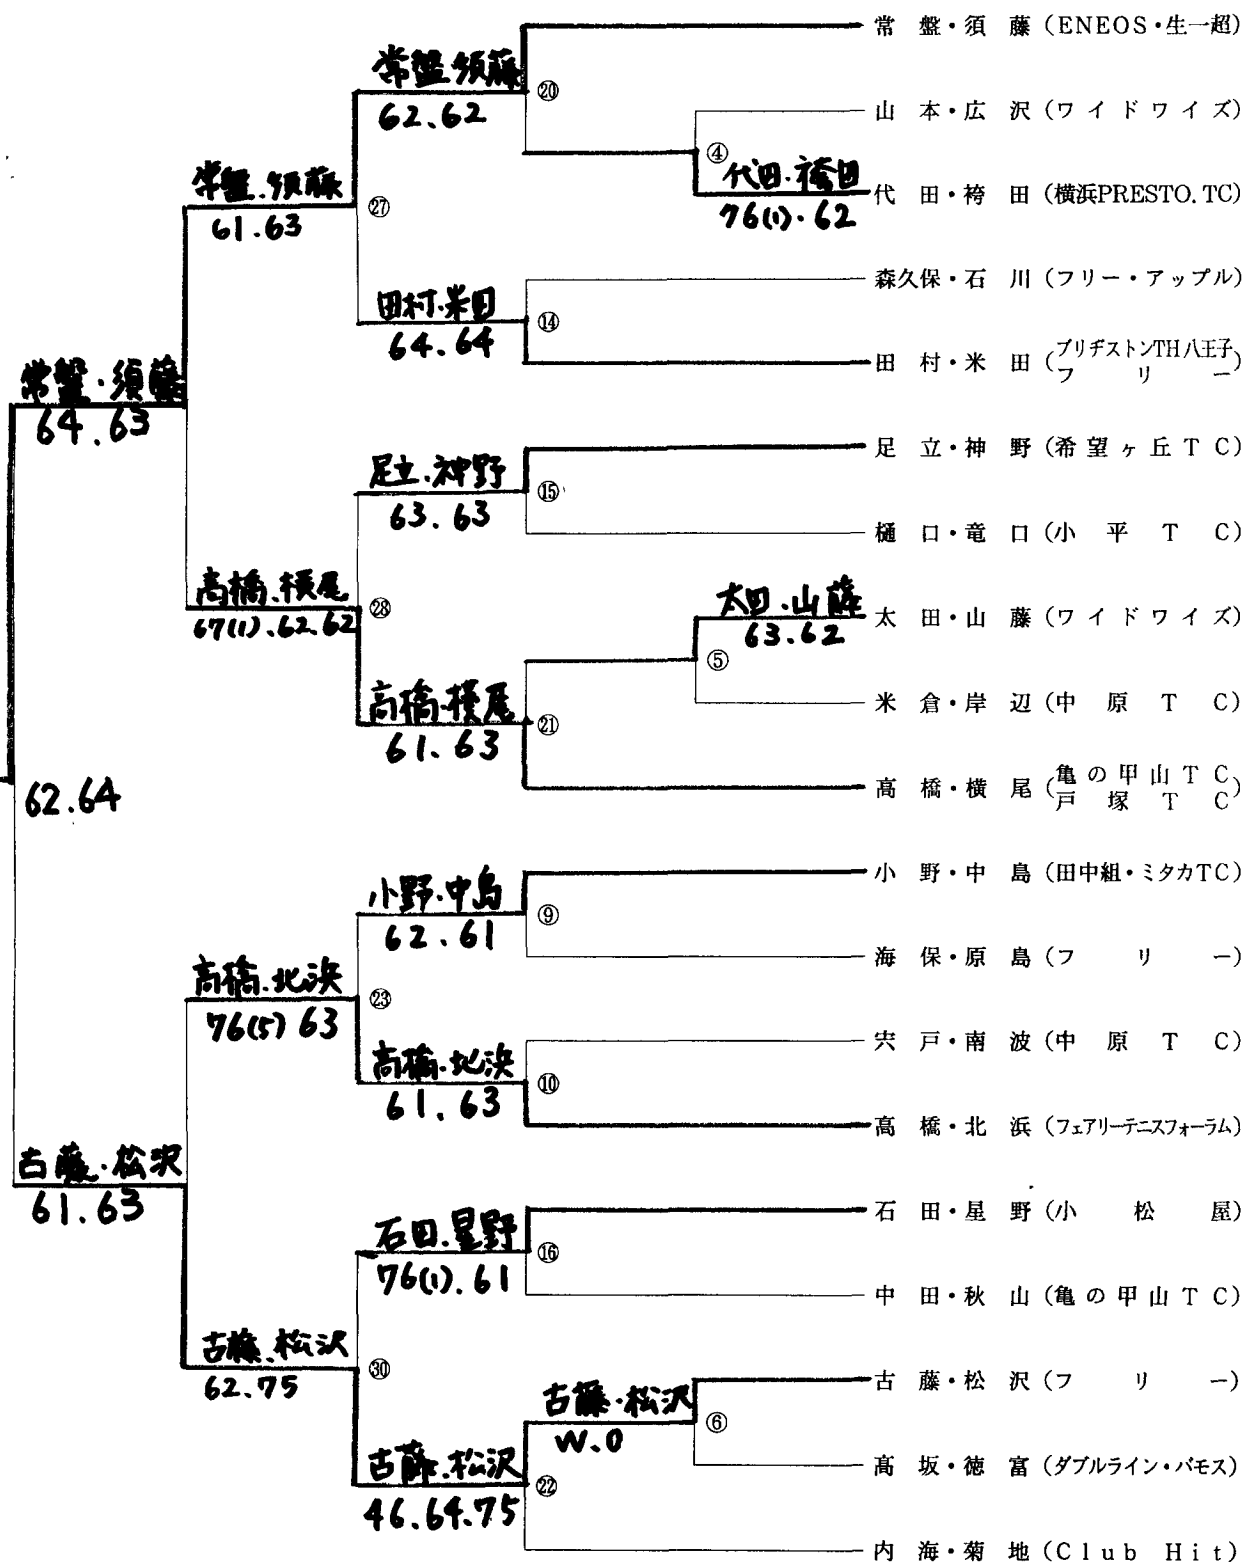 常盤・須藤 (ENEOS・生一超)
常盤.須藤
⑳
62.62
山本・広沢 (ワイドワイズ)
④
代田・袴田
常盤.須藤
代田・袴田 (横浜PRESTO.TC)
76(1)・62
㉗
61.63
森久保・石川 (フリー・アップル)
田村.米田
⑭
64.64
田村・米田 (ブリヂストンTH八王子
フリー)
常盤・須藤
64.63
足立・神野 (希望ヶ丘TC)
足立.神野
⑮
63.63
樋口・竜口 (小平TC)
高橋.横尾
太田・山藤
㉘
太田・山藤 (ワイドワイズ)
67(1).62.62
63.62
⑤
高橋・横尾
米倉・岸辺 (中原TC)
㉑
61.63
高橋・横尾 (亀の甲山TC
戸塚TC)
62.64
小野・中島 (田中組・ミタカTC)
小野・中島
⑨
62.61
海保・原島 (フリー)
高橋.北浜
㉓
76(5) 63
宍戸・南波 (中原TC)
高橋・北浜
⑩
61.63
高橋・北浜 (フェアリーテニスフォーラム)
古藤・松沢
61.63
石田・星野 (小松屋)
石田.星野
⑯
76(1).61
中田・秋山 (亀の甲山TC)
古藤.松沢
㉚
62.75
古藤・松沢 (フリー)
古藤・松沢
⑥
W.O
古藤.松沢
高坂・徳富 (ダブルライン・バモス)
㉒
46.64.75
内海・菊地 (Club Hit)